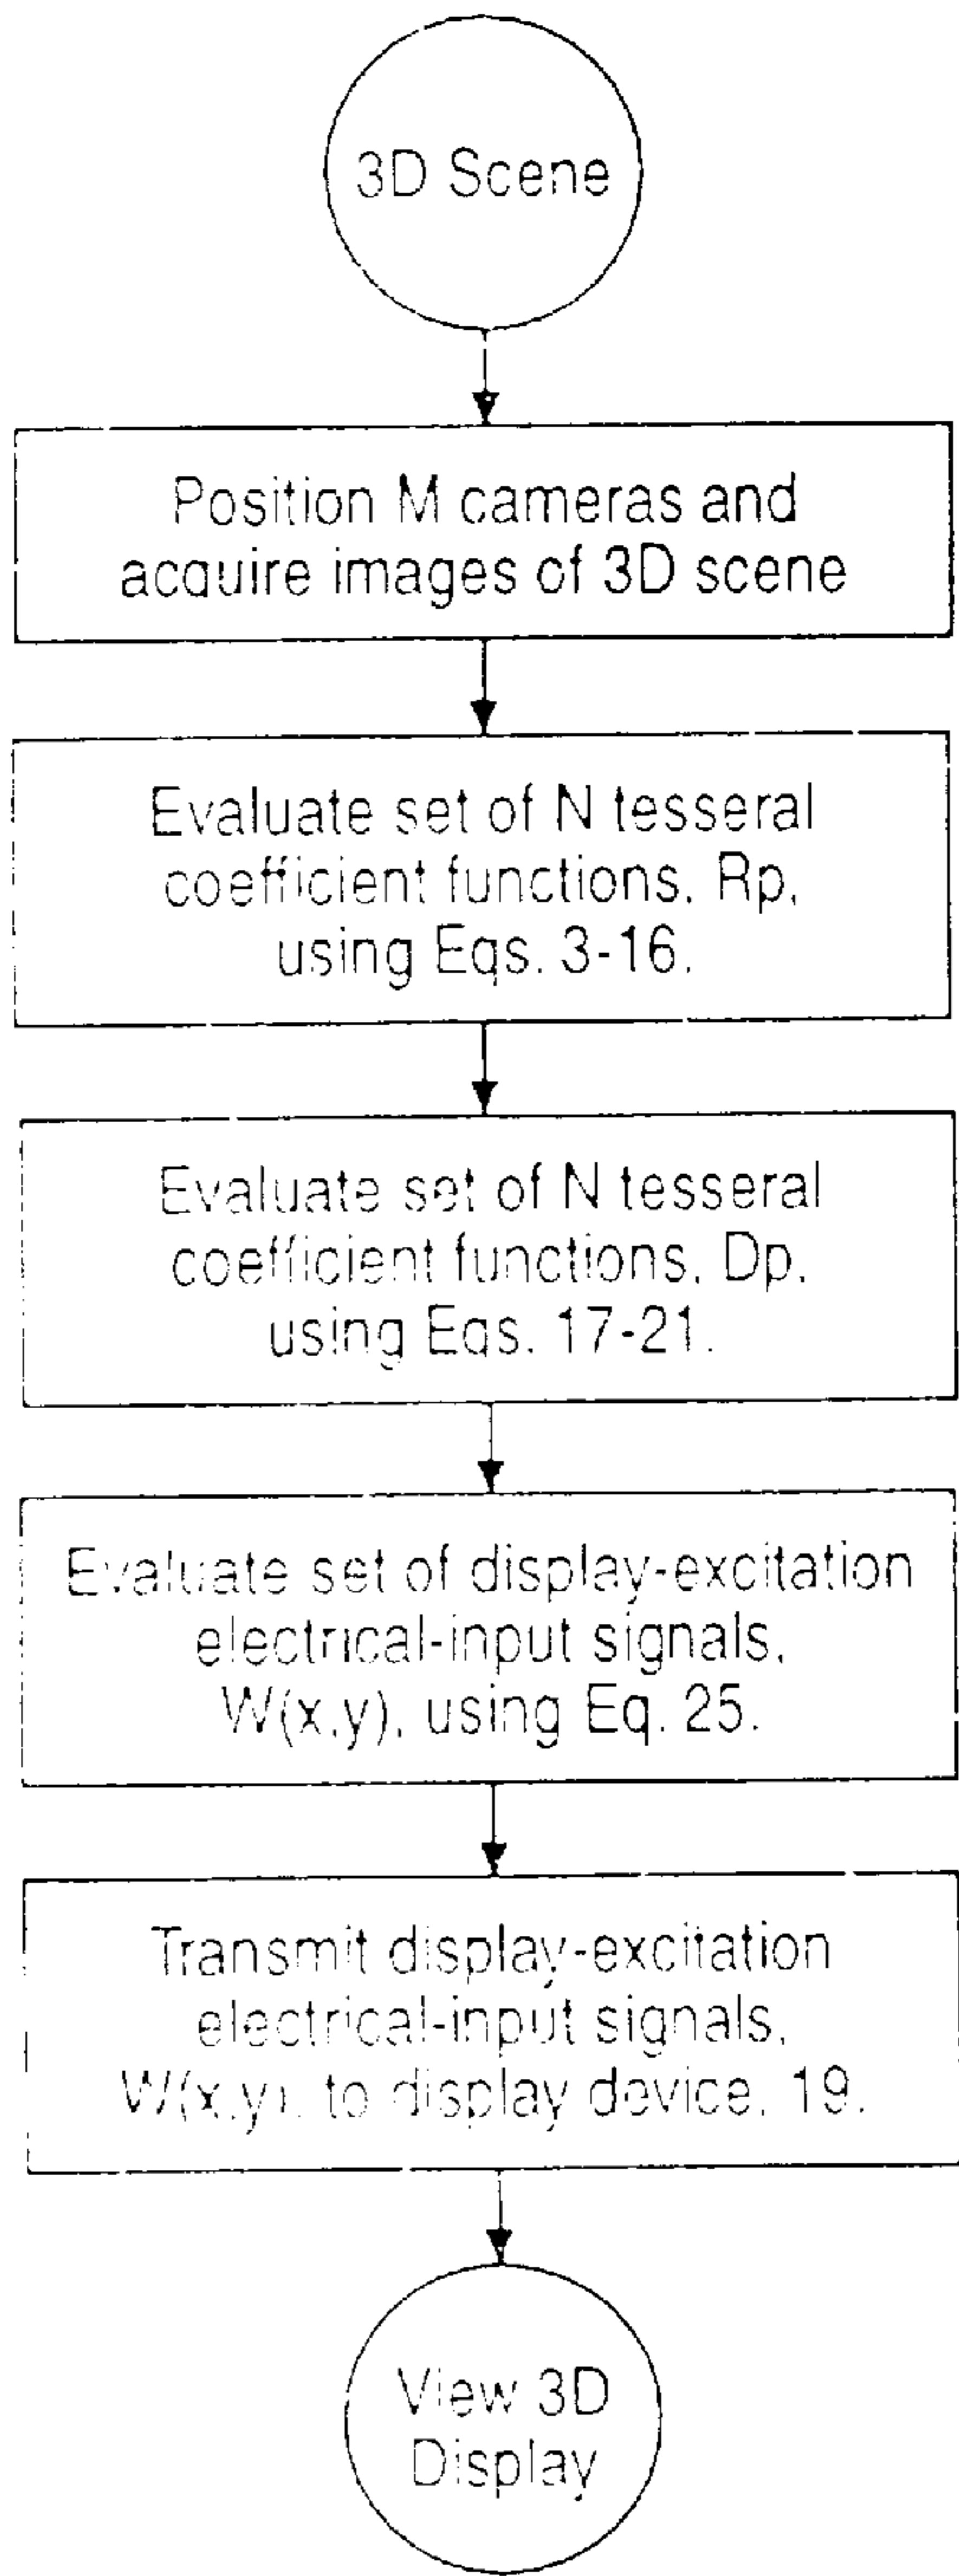 3D Scene
Position M cameras and
acquire images of 3D scene
Evaluate set of N tesseral
coefficient functions, Rp,
using Eqs. 3-16.
Evaluate set of N tesseral
coefficient functions, Dp,
using Eqs. 17-21.
Evaluate set of display-excitation
electrical-input signals,
W(x,y), using Eq. 25.
Transmit display-excitation
electrical-input signals,
W(x,y), to display device, 19.
View 3D
Display